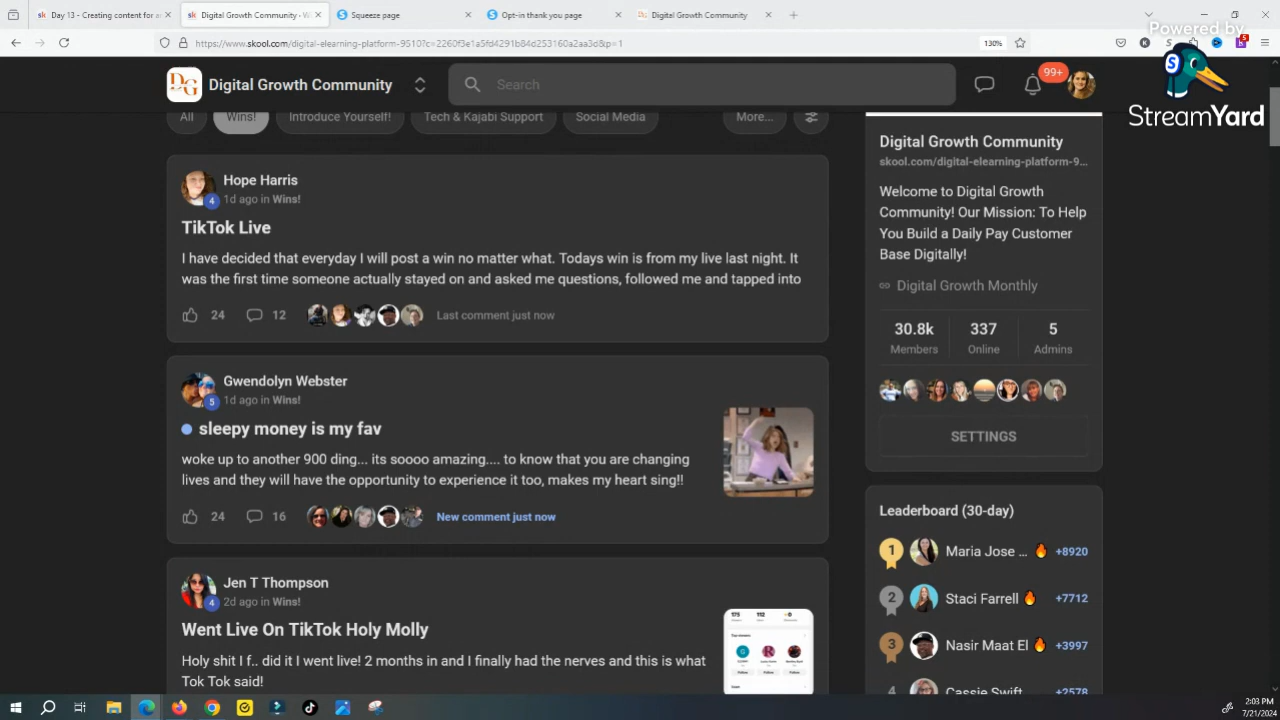 Day 13 - Creating content for a
Digital Growth Community - W
Squeeze page
Opt-in thank you page
Digital Growth Community
https://www.skool.com/digital-elearning-platform-9510?c=2260f23
130%
Powered by
StreamYard
DG
Digital Growth Community
Search
99+
All
Wins!
Introduce Yourself!
Tech & Kajabi Support
Social Media
More...
Hope Harris
4
1d ago in Wins!
TikTok Live
I have decided that everyday I will post a win no matter what. Todays win is from my live last night. It
was the first time someone actually stayed on and asked me questions, followed me and tapped into
24
12
Last comment just now
Gwendolyn Webster
5
1d ago in Wins!
sleepy money is my fav
woke up to another 900 ding... its soooo amazing.... to know that you are changing
lives and they will have the opportunity to experience it too, makes my heart sing!!
24
16
New comment just now
Jen T Thompson
4
2d ago in Wins!
Went Live On TikTok Holy Molly
Holy shit I f.. did it I went live. 2 months in and I finally had the nerves and this is what
Tok Tok said!
Digital Growth Community
skool.com/digital-elearning-platform-9...
Welcome to Digital Growth
Community! Our Mission: To Help
You Build a Daily Pay Customer
Base Digitally!
Digital Growth Monthly
30.8k
337
5
Members
Online
Admins
SETTINGS
Leaderboard (30-day)
1
Maria Jose ...
+8920
2
Staci Farrell
+7712
3
Nasir Maat El
+3997
4
Cassie Swift
+2578
2:03 PM
7/21/2024